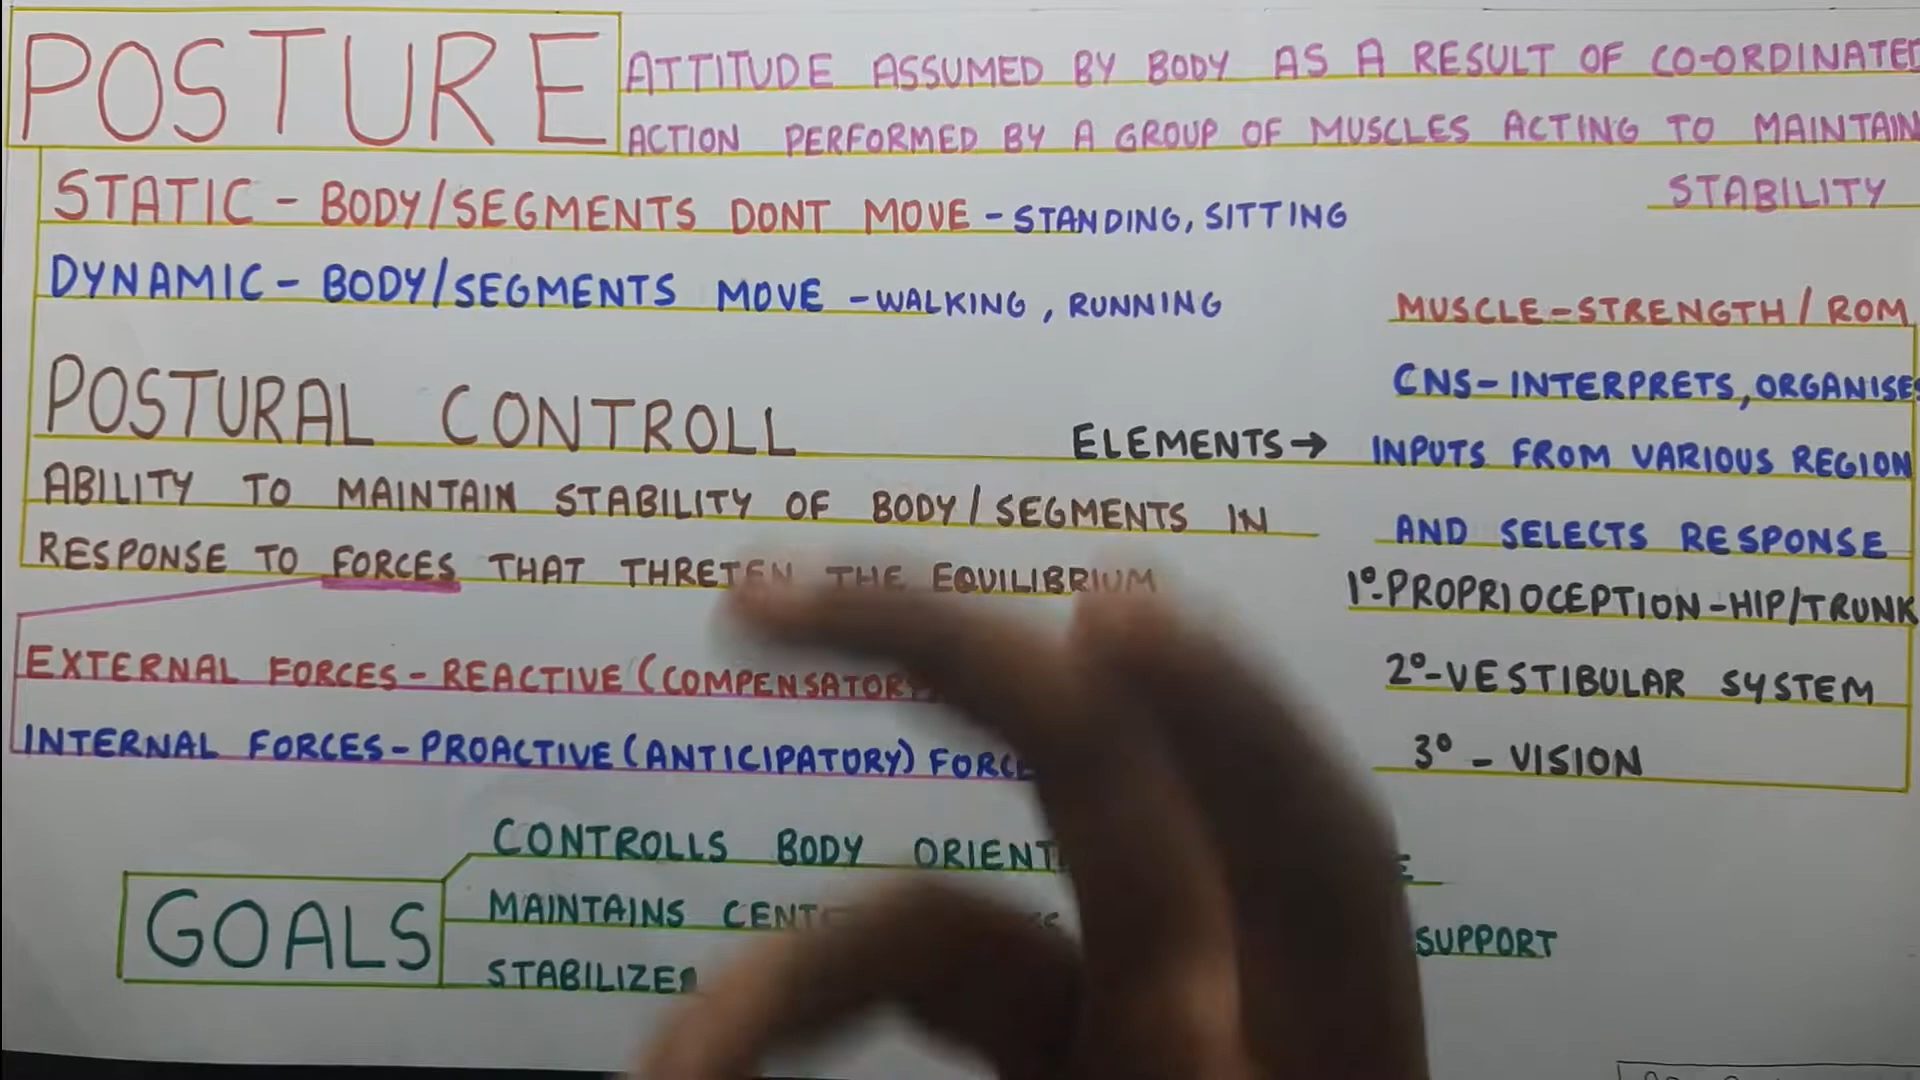 POSTURE
ATTITUDE ASSUMED BY BODY AS A RESULT OF CO-ORDINATED
ACTION PERFORMED BY A GROUP OF MUSCLES ACTING TO MAINTAIN
STABILITY
STATIC - BODY/SEGMENTS DONT MOVE - STANDING, SITTING
DYNAMIC - BODY/SEGMENTS MOVE - WALKING, RUNNING
POSTURAL CONTROLL
ABILITY TO MAINTAIN STABILITY OF BODY/SEGMENTS IN
RESPONSE TO FORCES THAT THRETEN THE EQUILIBRIUM
ELEMENTS →
MUSCLE - STRENGTH / ROM
CNS - INTERPRETS, ORGANISES
INPUTS FROM VARIOUS REGION
AND SELECTS RESPONSE
1° - PROPRIOCEPTION - HIP/TRUNK
2° - VESTIBULAR SYSTEM
3° - VISION
EXTERNAL FORCES - REACTIVE (COMPENSATORY)
INTERNAL FORCES - PROACTIVE (ANTICIPATORY)
GOALS
CONTROLLS BODY
MAINTAINS
SUPPORT